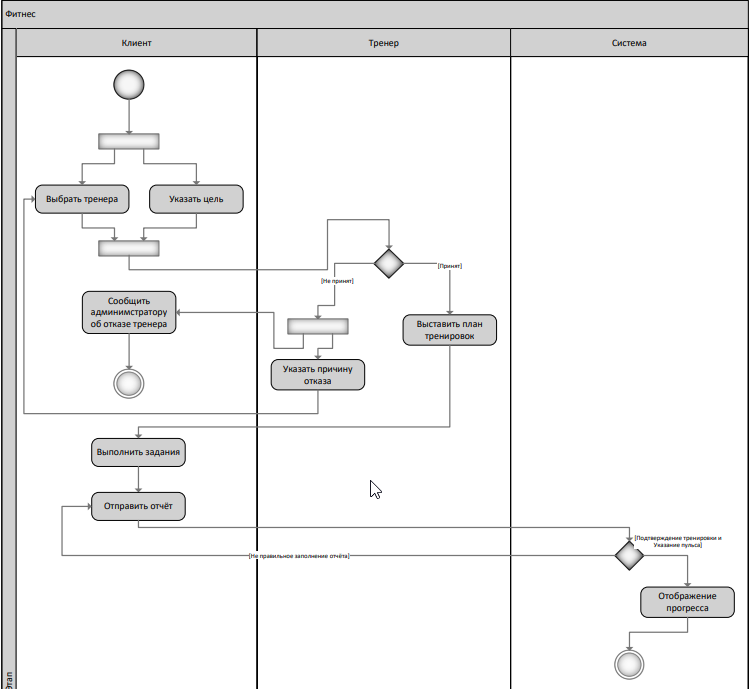 Фитнес
Клиент
Тренер
Система
Выбрать тренера
Указать цель
[Принят]
[Не принят]
Сообщить
админимстратору
об отказе тренера
Выставить план
тренировок
Указать причину
отказа
Выполнить задания
Отправить отчёт
[Подтверждение тренировки и
Указание пульса]
[Не правильное заполнение отчёта]
Отображение
прогресса
Этап